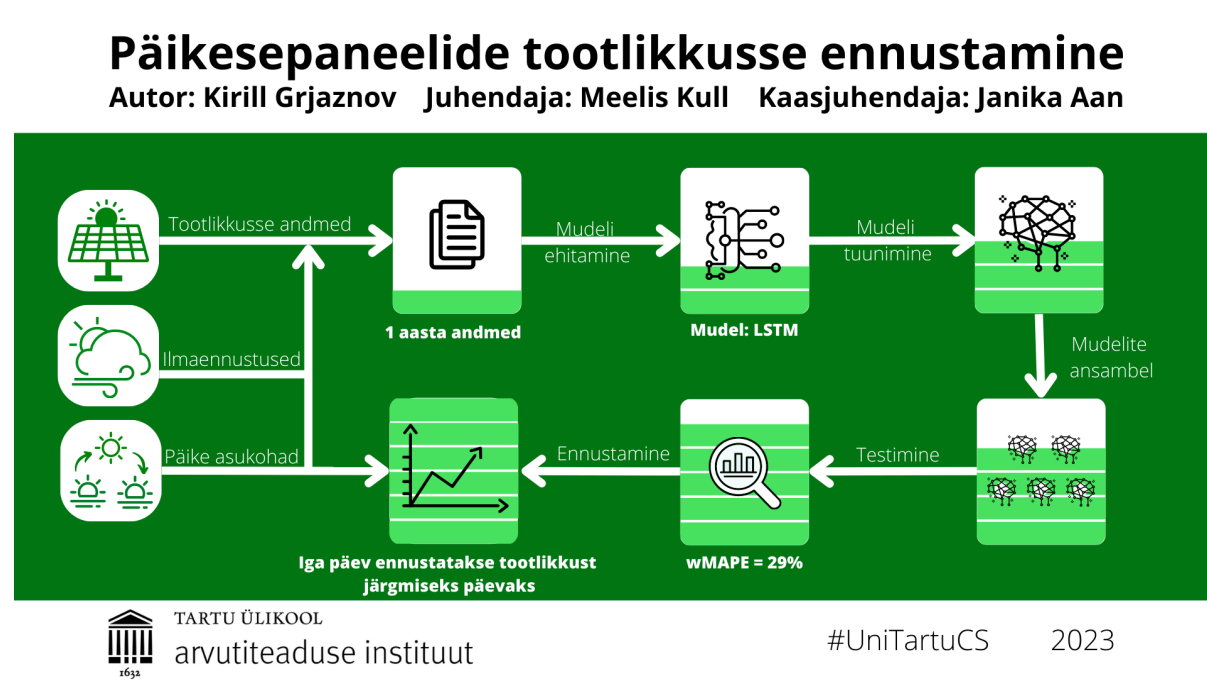 Päikesepaneelide tootlikkusse ennustamine
Autor: Kirill Grjaznov Juhendaja: Meelis Kull Kaasjuhendaja: Janika Aan
Tootlikkusse andmed
Ilmaennustused
Päike asukohad
1 aasta andmed
Mudeli
ehitamine
Mudel: LSTM
Mudeli
tuunimine
Mudelite
ansambel
Testimine
wMAPE = 29%
Ennustamine
Iga päev ennustatakse tootlikkust
järgmiseks päevaks
1632
TARTU ÜLIKOOL
arvutiteaduse instituut
#UniTartuCS 2023